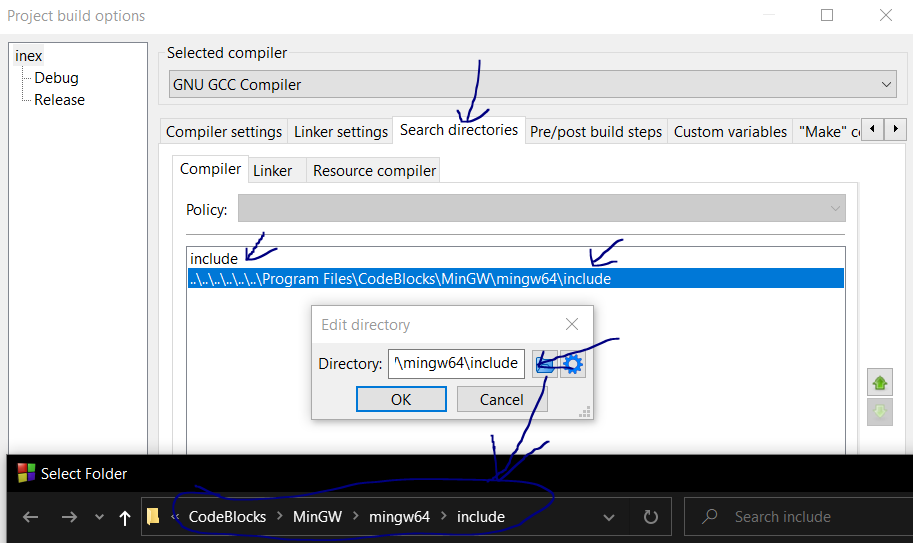 Project build options
inex
Debug
Release
Selected compiler
GNU GCC Compiler
Compiler settings Linker settings Search directories Pre/post build steps Custom variables "Make" co
Compiler Linker Resource compiler
Policy:
include
..\..\..\..\..\..\Program Files\CodeBlocks\MinGW\mingw64\include
Edit directory
Directory: '\mingw64\include
OK Cancel
Select Folder
« CodeBlocks > MinGW > mingw64 > include Search include